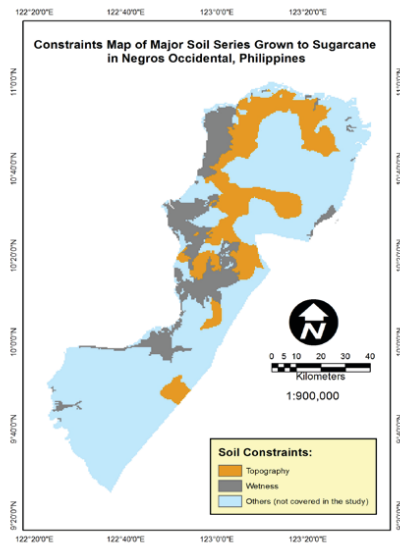 122°20'0"E 122°40'0"E 123°0'0"E 123°20'0"E
Constraints Map of Major Soil Series Grown to Sugarcane
in Negros Occidental, Philippines
11°0'0"N
10°40'0"N
10°20'0"N
10°0'0"N
9°40'0"N
9°20'0"N
N
0 5 10 20 30 40
Kilometers
1:900,000
Soil Constraints:
Topography
Wetness
Others (not covered in the study)
122°20'0"E 122°40'0"E 123°0'0"E 123°20'0"E